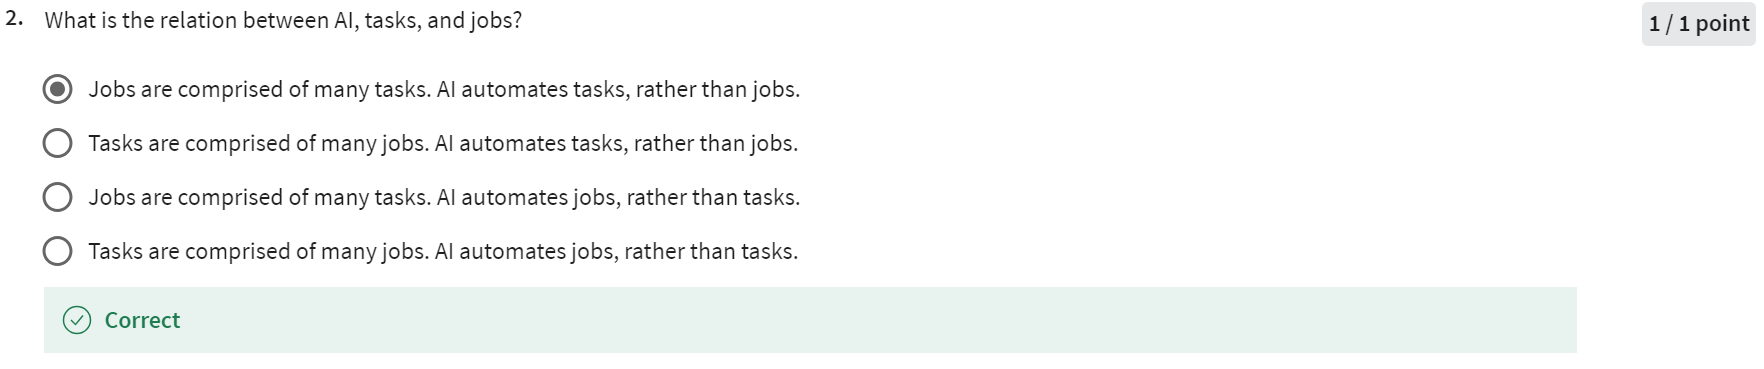 2. What is the relation between AI, tasks, and jobs?
1 / 1 point
Jobs are comprised of many tasks. AI automates tasks, rather than jobs.
Tasks are comprised of many jobs. AI automates tasks, rather than jobs.
Jobs are comprised of many tasks. AI automates jobs, rather than tasks.
Tasks are comprised of many jobs. AI automates jobs, rather than tasks.
Correct